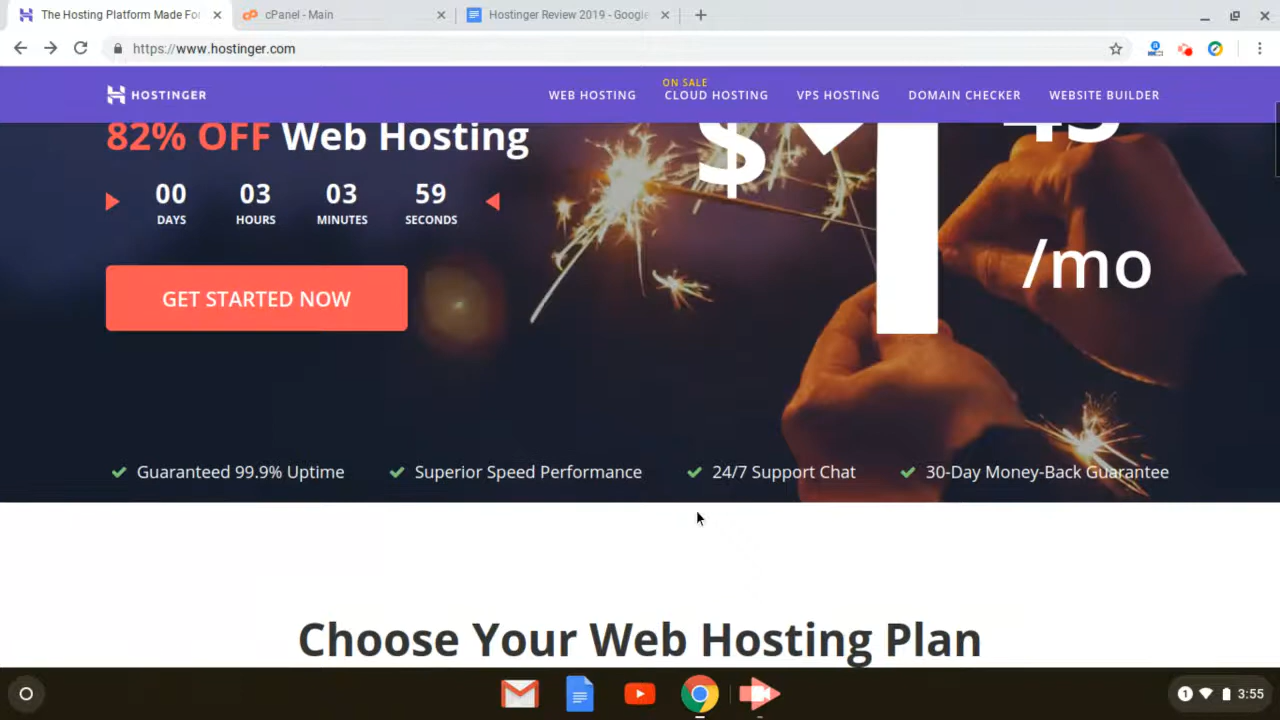 The Hosting Platform Made For
cPanel - Main
Hostinger Review 2019 - Google
https://www.hostinger.com
HOSTINGER
WEB HOSTING
ON SALE
CLOUD HOSTING
VPS HOSTING
DOMAIN CHECKER
WEBSITE BUILDER
82% OFF Web Hosting
$1
45
/mo
00
03
03
59
DAYS
HOURS
MINUTES
SECONDS
GET STARTED NOW
Guaranteed 99.9% Uptime
Superior Speed Performance
24/7 Support Chat
30-Day Money-Back Guarantee
Choose Your Web Hosting Plan
1
3:55